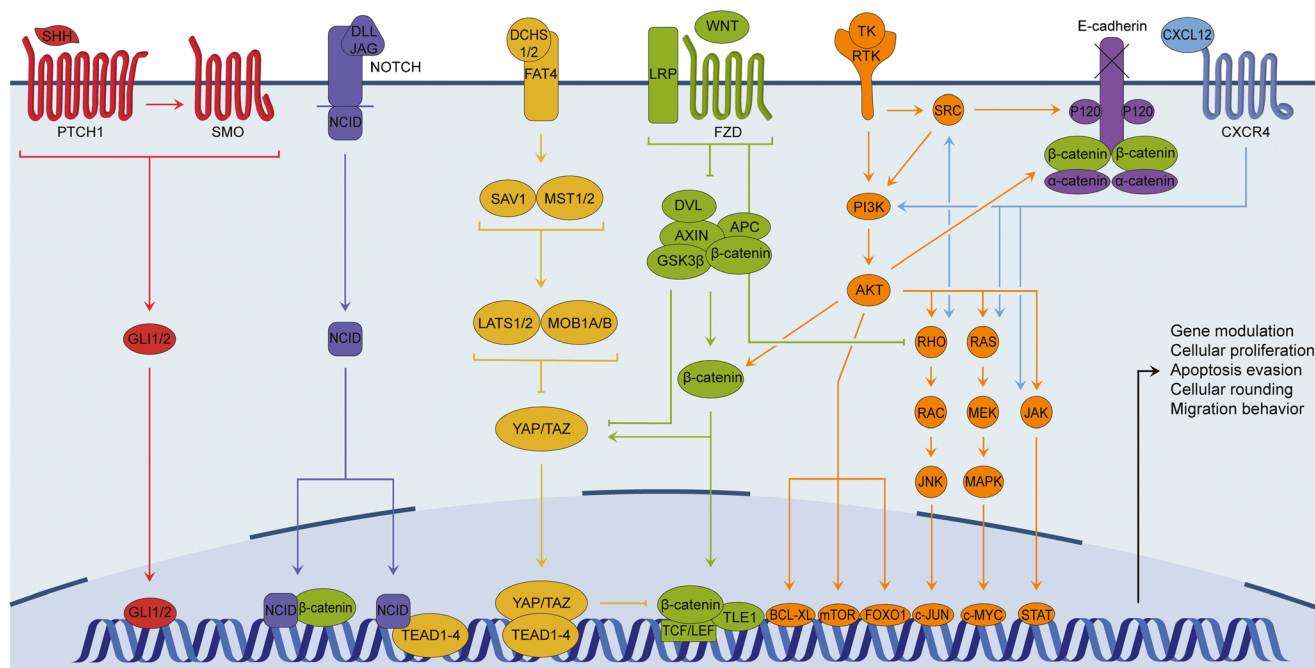 SHH
PTCH1
SMO
GLI1/2
GLI1/2
DLL
JAG
NOTCH
NCID
NCID
NCID
β-catenin
NCID
TEAD1-4
DCHS
1/2
FAT4
SAV1
MST1/2
LATS1/2
MOB1A/B
YAP/TAZ
YAP/TAZ
TEAD1-4
WNT
LRP
FZD
DVL
AXIN
APC
GSK3β
β-catenin
β-catenin
β-catenin
TLE1
TCF/LEF
TK
RTK
SRC
PI3K
AKT
RHO
RAS
RAC
MEK
JAK
JNK
MAPK
BCL-XL
mTOR
FOXO1
c-JUN
c-MYC
STAT
E-cadherin
P120
P120
β-catenin
β-catenin
α-catenin
α-catenin
CXCL12
CXCR4
Gene modulation
Cellular proliferation
Apoptosis evasion
Cellular rounding
Migration behavior